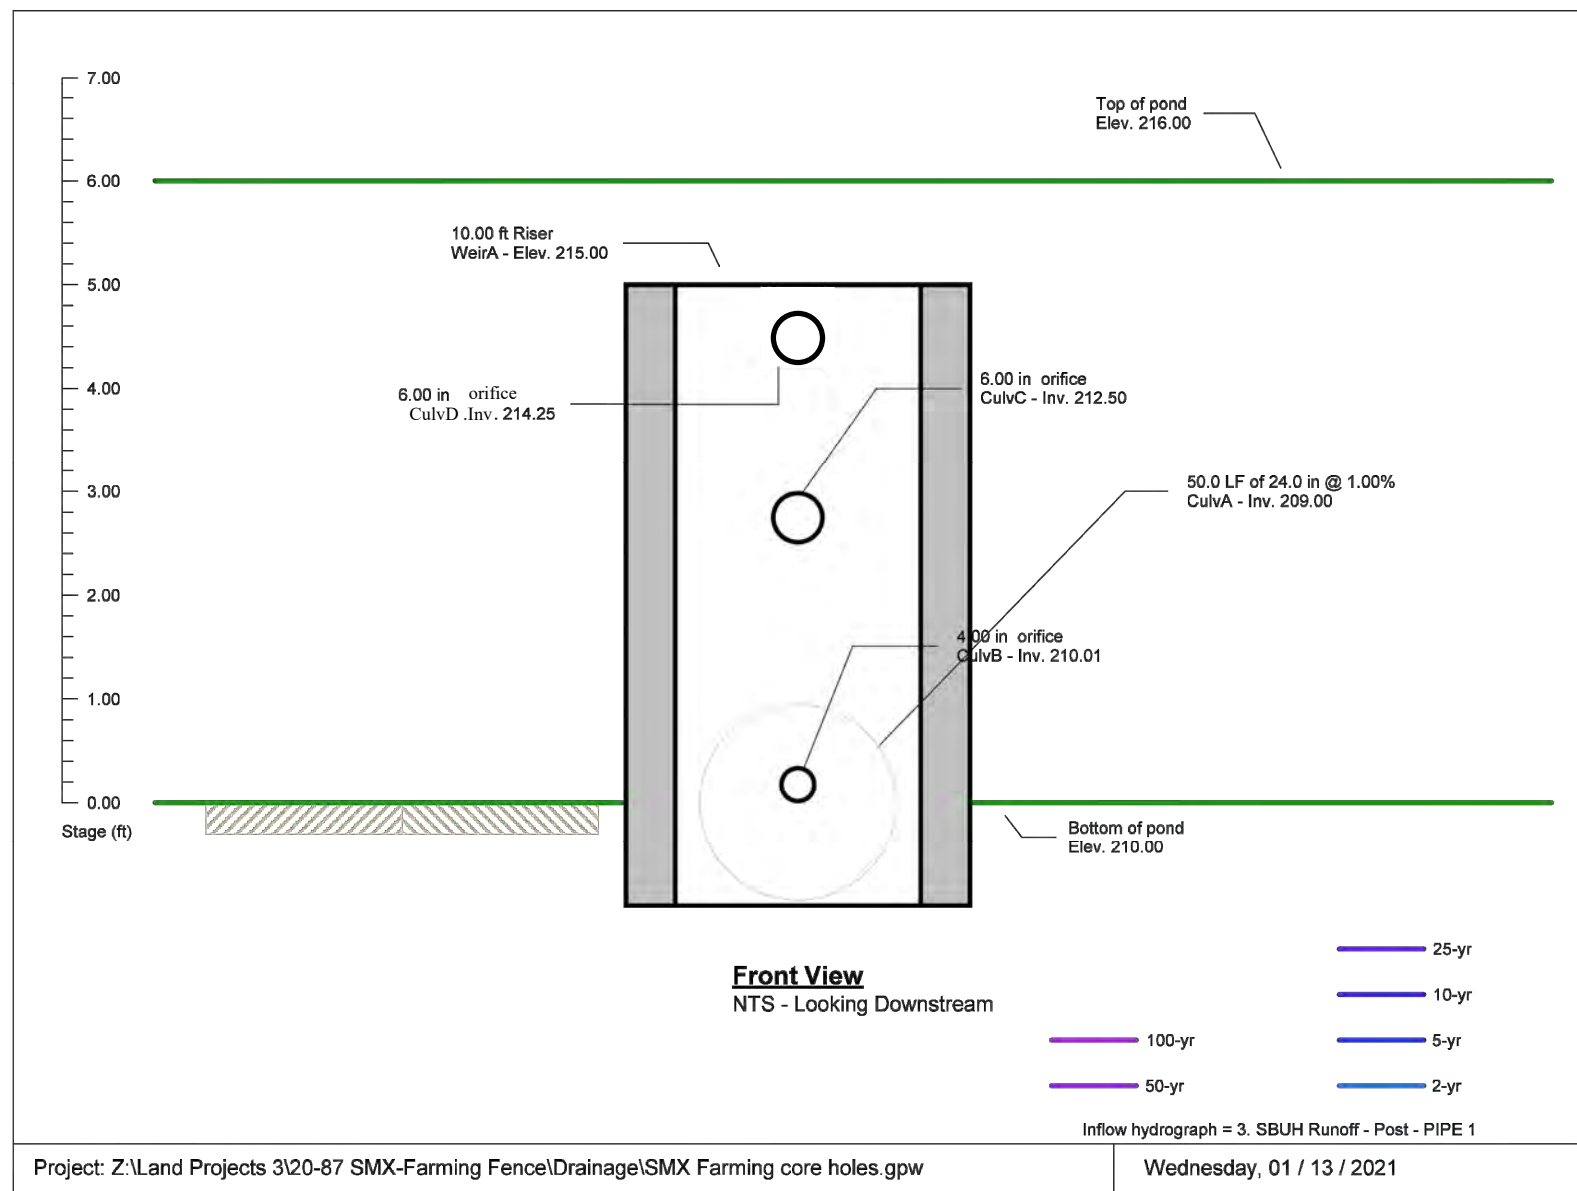 7.00
Top of pond
Elev. 216.00
6.00
10.00 ft Riser
WeirA - Elev. 215.00
5.00
6.00 in orifice
CulvC - Inv. 212.50
4.00
6.00 in orifice
CulvD .Inv. 214.25
50.0 LF of 24.0 in @ 1.00%
CulvA - Inv. 209.00
3.00
2.00
4.00 in orifice
CulvB - Inv. 210.01
1.00
0.00
Stage (ft)
Bottom of pond
Elev. 210.00
Front View
NTS - Looking Downstream
25-yr
10-yr
100-yr
5-yr
50-yr
2-yr
Inflow hydrograph = 3. SBUH Runoff - Post - PIPE 1
Project: Z:\Land Projects 3\20-87 SMX-Farming Fence\Drainage\SMX Farming core holes.gpw
Wednesday, 01 / 13 / 2021